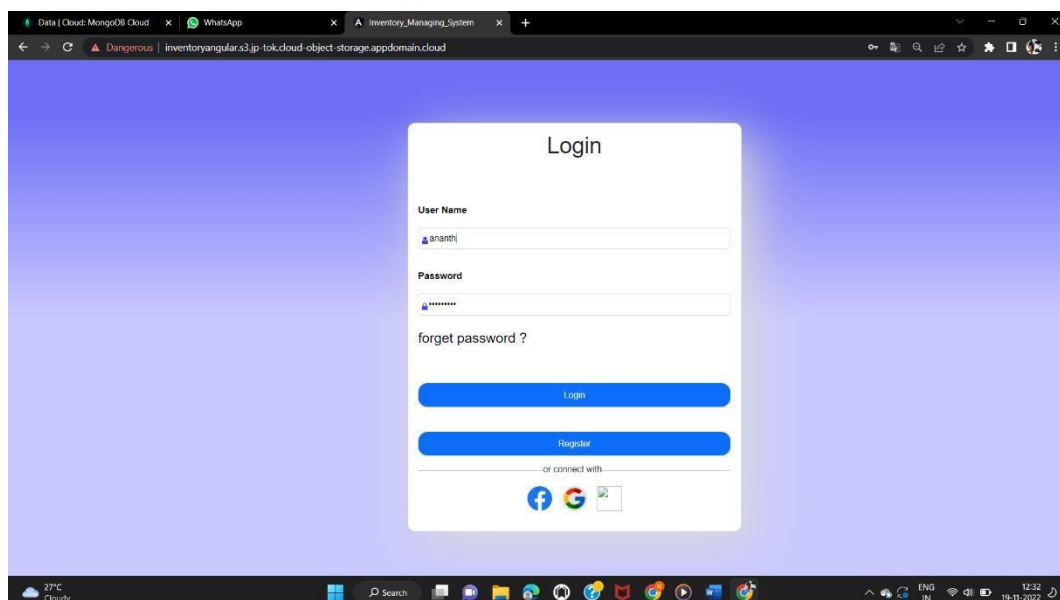 Data | Cloud: MongoDB Cloud
WhatsApp
Inventory_Managing_System
Dangerous | inventoryangular.s3.jp-tok.cloud-object-storage.appdomain.cloud
Login
User Name
ananth
Password
•••••••••
forget password ?
Login
Register
or connect with
27°C
Cloudy
Search
ENG
IN
12:32
19-11-2022